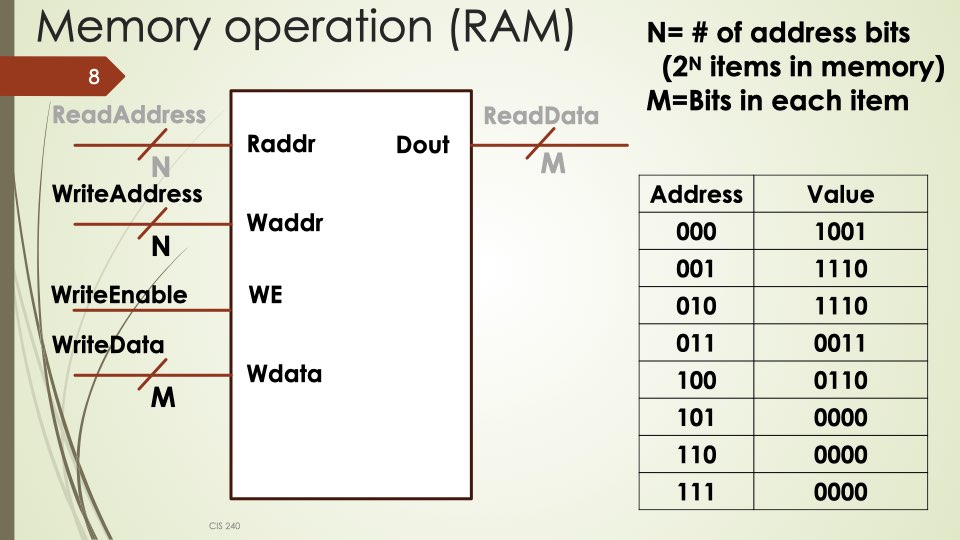 Memory operation (RAM)
N= # of address bits
(2ᴺ items in memory)
M=Bits in each item
8
ReadAddress
N
Raddr
Dout
ReadData
M
WriteAddress
N
Waddr
WriteEnable
WE
WriteData
M
Wdata
Address Value
000 1001
001 1110
010 1110
011 0011
100 0110
101 0000
110 0000
111 0000
CIS 240